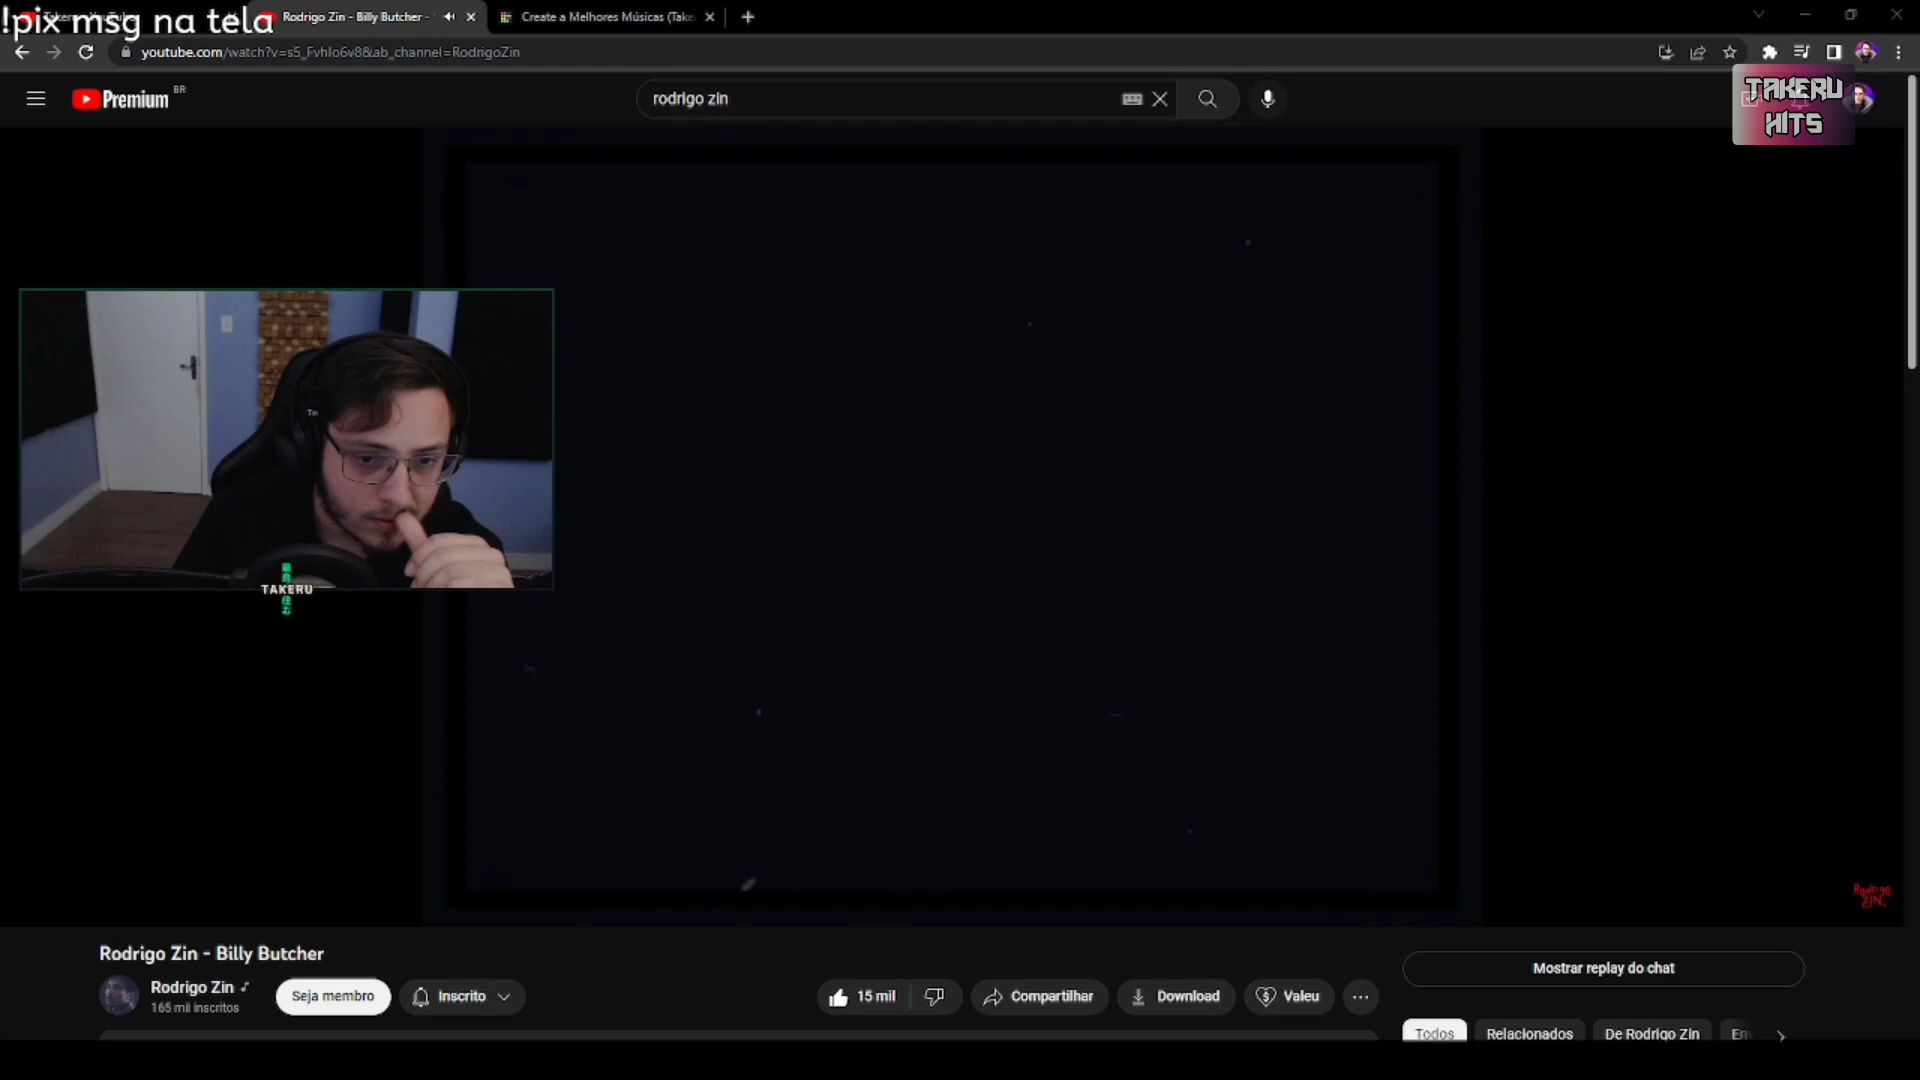 !pix msg na tela
Rodrigo Zin - Billy Butcher -
Create a Melhores Músicas (Take
youtube.com/watch?v=s5_Fvhlo6v8&ab_channel=RodrigoZin
Premium BR
rodrigo zin
TAKERU
HITS
TAKERU
Rodrigo
ZIN
Rodrigo Zin - Billy Butcher
Rodrigo Zin
165 mil inscritos
Seja membro
Inscrito
15 mil
Compartilhar
Download
Valeu
Mostrar replay do chat
Todos
Relacionados
De Rodrigo Zin